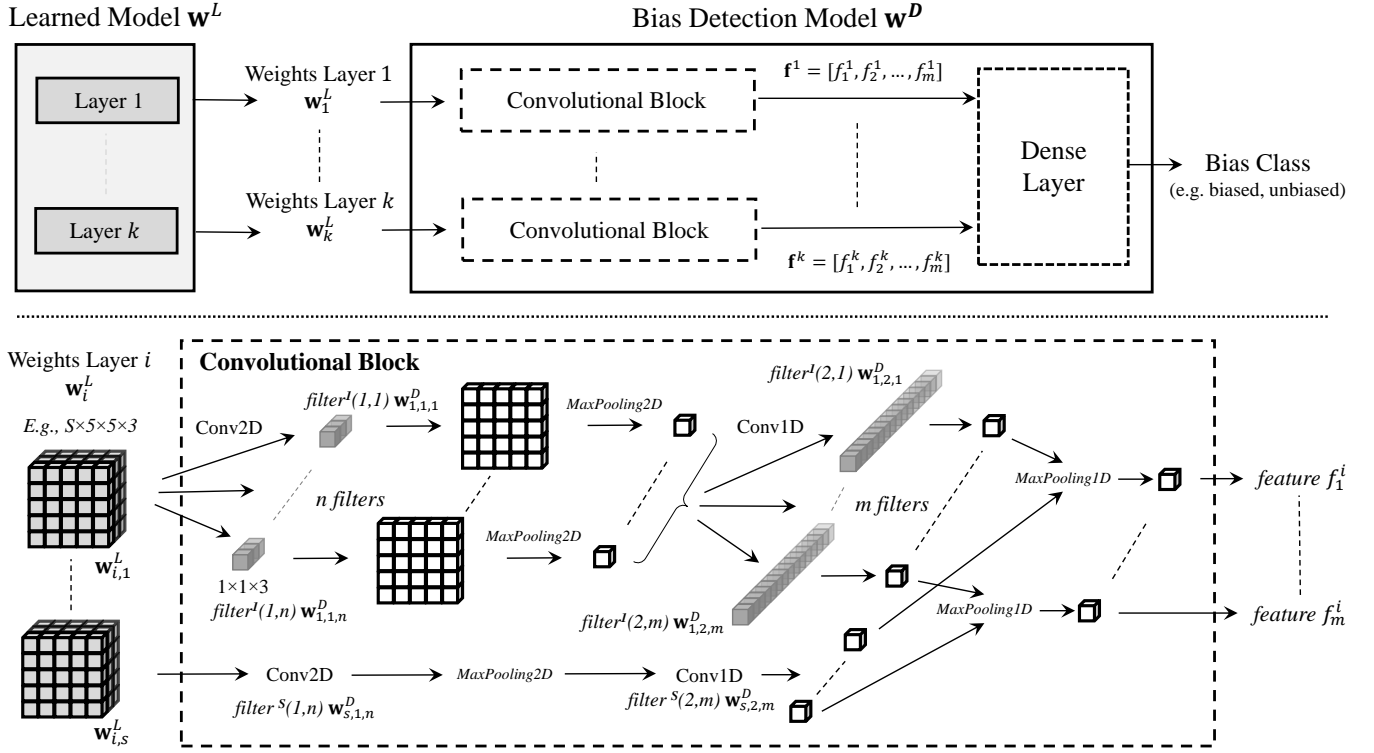 Learned Model 𝐰^L
Bias Detection Model 𝐰^D
Layer 1
Weights Layer 1
𝐰_1^L
Convolutional Block
𝐟^1 = [f_1^1, f_2^1, …, f_m^1]
Dense
Layer
Bias Class
(e.g. biased, unbiased)
Layer k
Weights Layer k
𝐰_k^L
Convolutional Block
𝐟^k = [f_1^k, f_2^k, …, f_m^k]
Weights Layer i
𝐰_i^L
E.g., S×5×5×3
𝐰_{i,1}^L
𝐰_{i,s}^L
Convolutional Block
Conv2D
filter^I(1,1) 𝐰_{1,1,1}^D
n filters
1×1×3
filter^I(1,n) 𝐰_{1,1,n}^D
MaxPooling2D
MaxPooling2D
Conv1D
filter^I(2,1) 𝐰_{1,2,1}^D
m filters
filter^I(2,m) 𝐰_{1,2,m}^D
MaxPooling1D
feature f_1^i
MaxPooling1D
feature f_m^i
Conv2D
filter^S(1,n) 𝐰_{s,1,n}^D
MaxPooling2D
Conv1D
filter^S(2,m) 𝐰_{s,2,m}^D